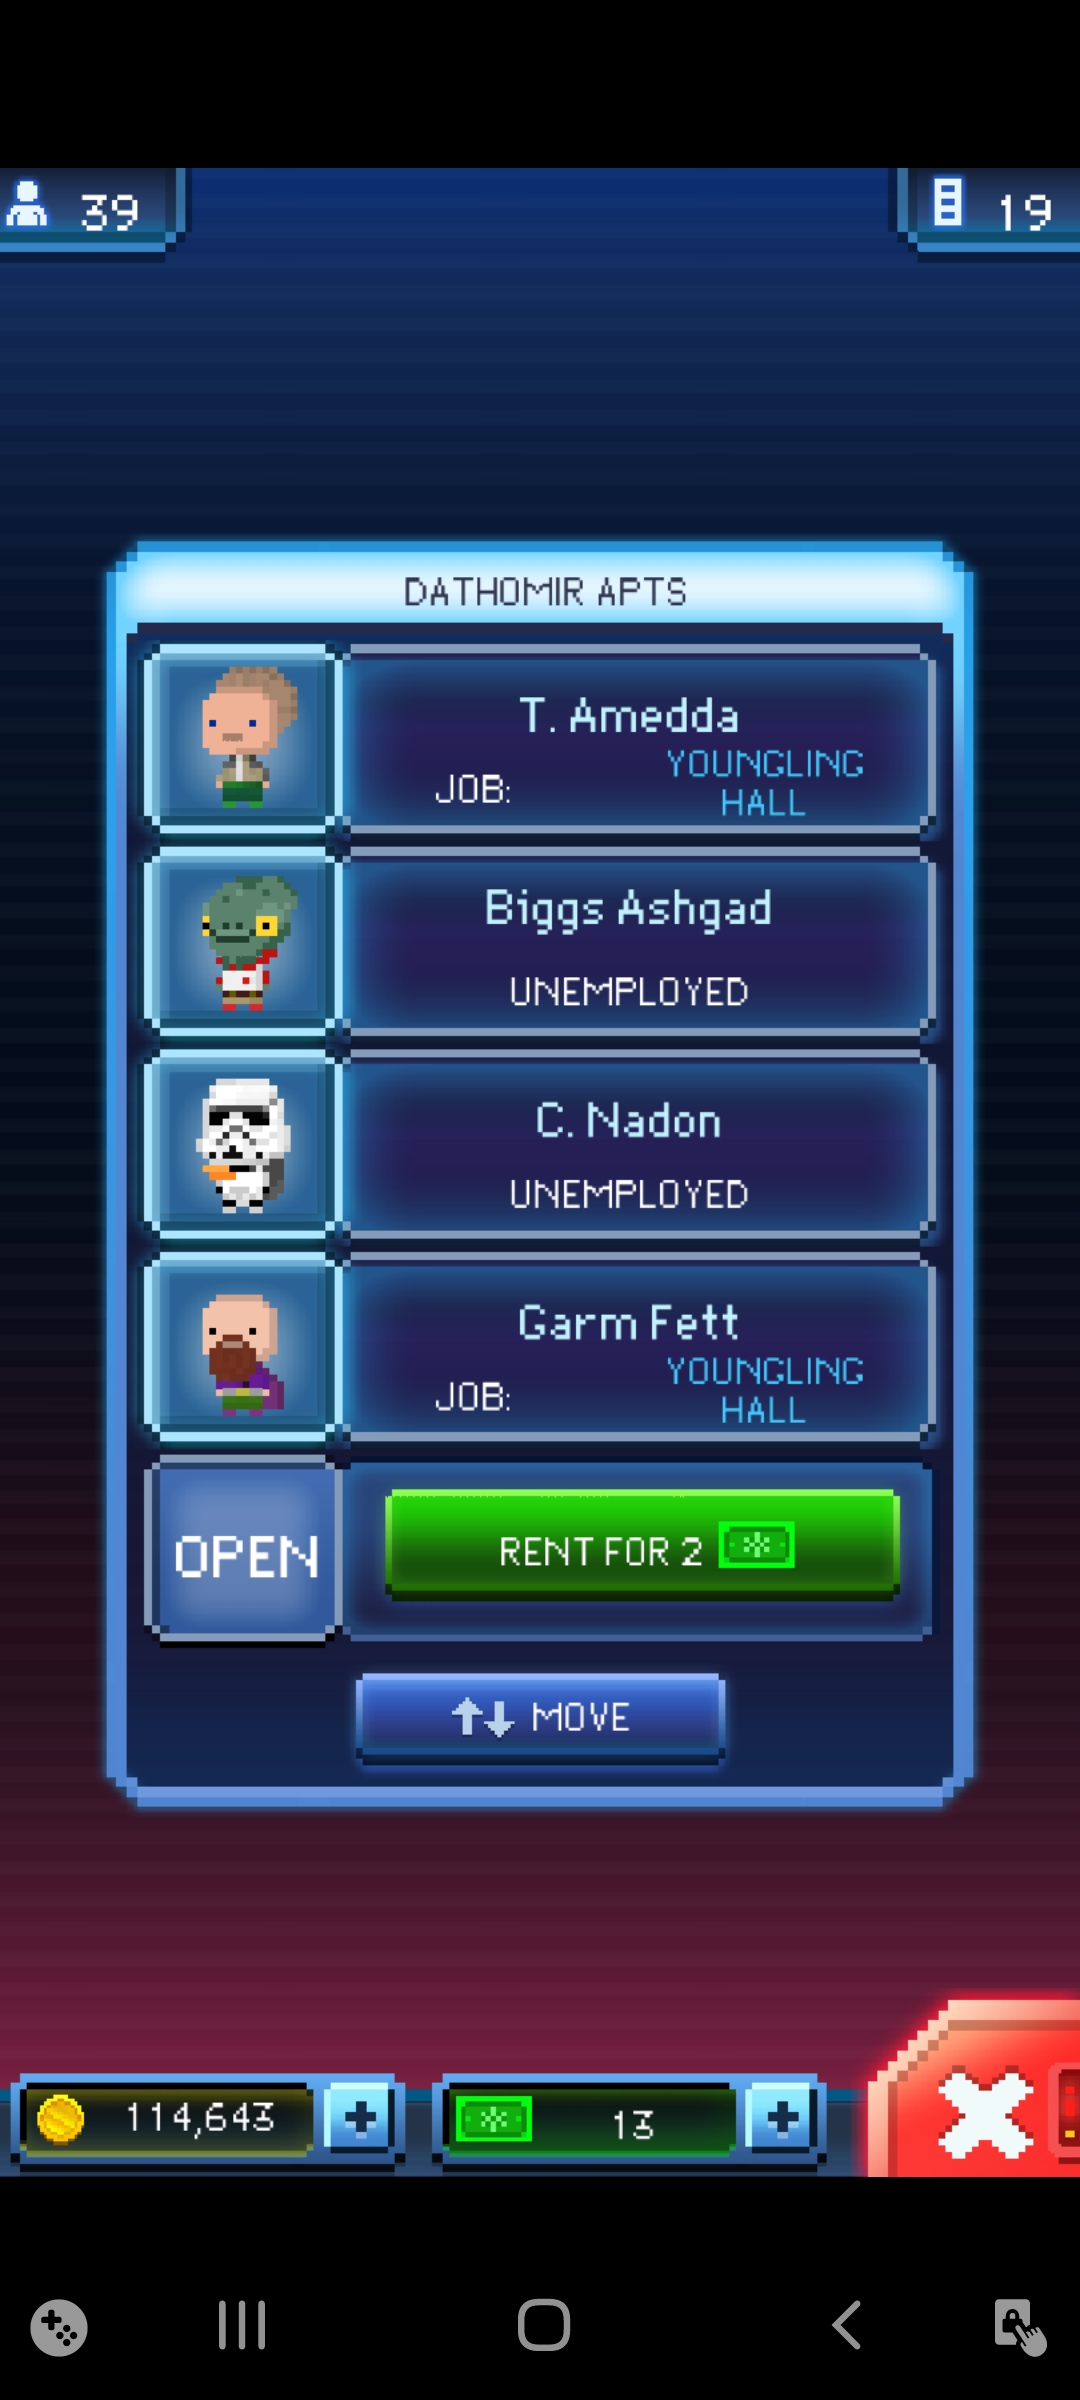 39
19
DATHOMIR APTS
T. Amedda
JOB:
YOUNGLING
HALL
Biggs Ashgad
UNEMPLOYED
C. Nadon
UNEMPLOYED
Garm Fett
JOB:
YOUNGLING
HALL
OPEN
RENT FOR 2
MOVE
114,643
13